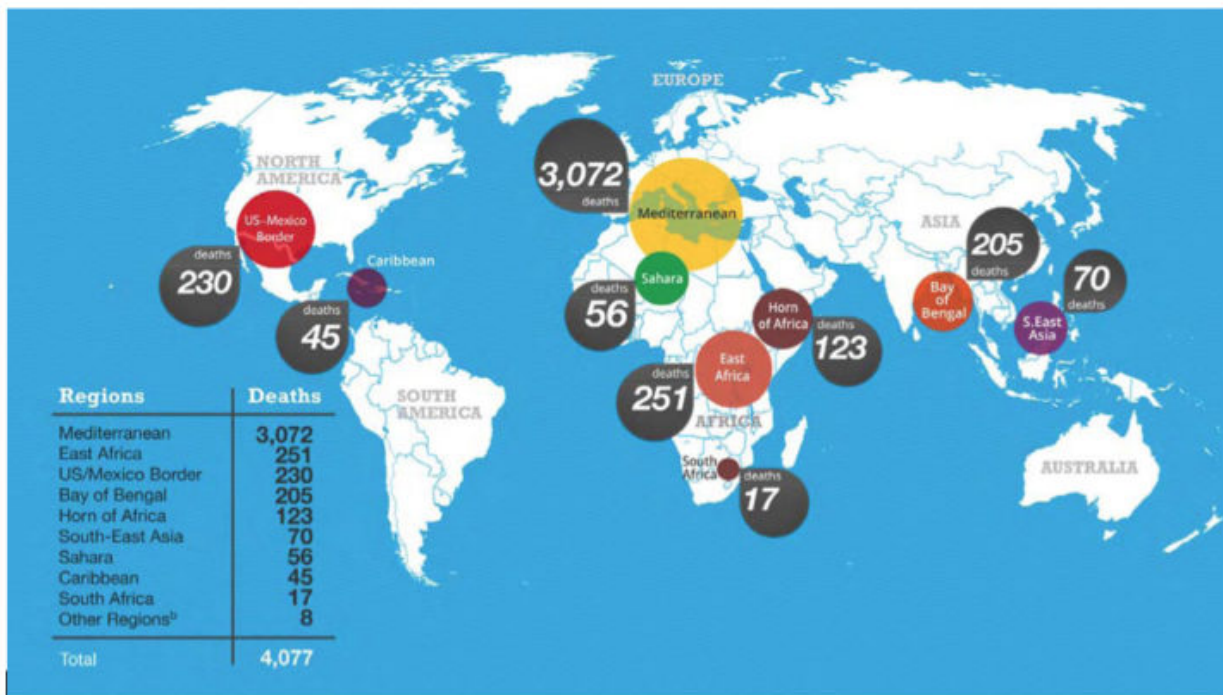 EUROPE
NORTH
AMERICA
3,072
deaths
Mediterranean
US-Mexico
Border
ASIA
205
deaths
deaths
230
Caribbean
Sahara
70
deaths
deaths
56
Bay
of
Bengal
Horn
of Africa
S.East
Asia
deaths
45
deaths
123
East
Africa
deaths
251
SOUTH
AMERICA
AFRICA
South
Africa
deaths
17
AUSTRALIA
Regions Deaths
Mediterranean 3,072
East Africa 251
US/Mexico Border 230
Bay of Bengal 205
Horn of Africa 123
South-East Asia 70
Sahara 56
Caribbean 45
South Africa 17
Other Regionsᵇ 8
Total 4,077